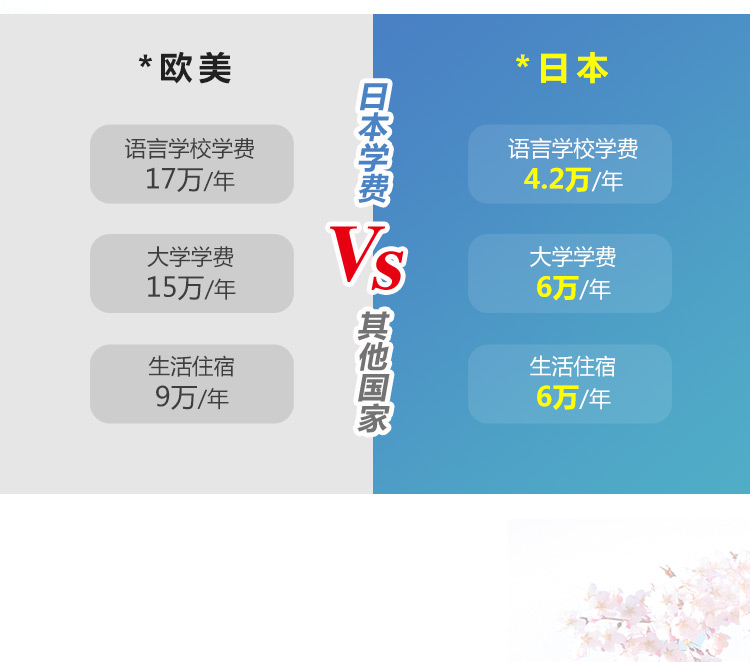 *欧美
语言学校学费
17万/年
大学学费
15万/年
生活住宿
9万/年
日本学费
Vs
其他国家
*日本
语言学校学费
4.2万/年
大学学费
6万/年
生活住宿
6万/年